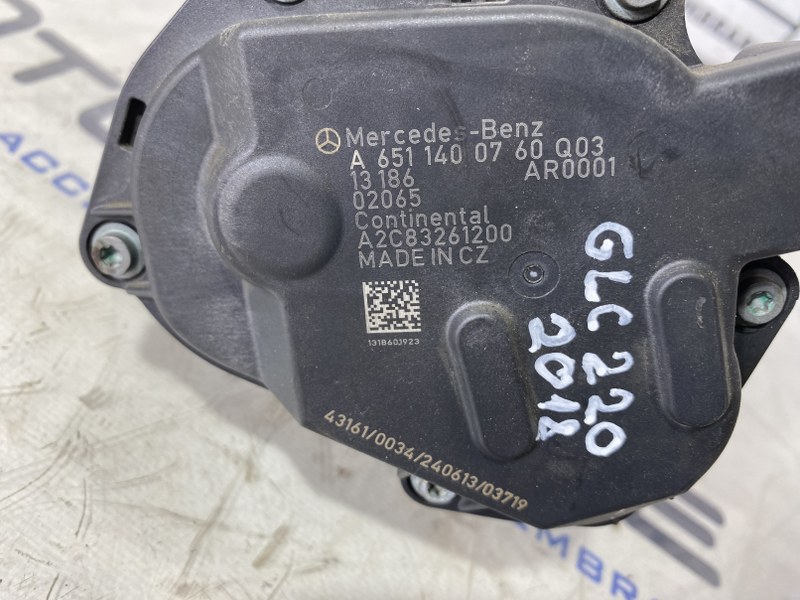 Mercedes-Benz
A 651 140 07 60 Q03
13 186 AR0001
02065
Continental
A2C83261200
MADE IN CZ
131860J923
43161/0034/240613/03719
GLC 220
2018